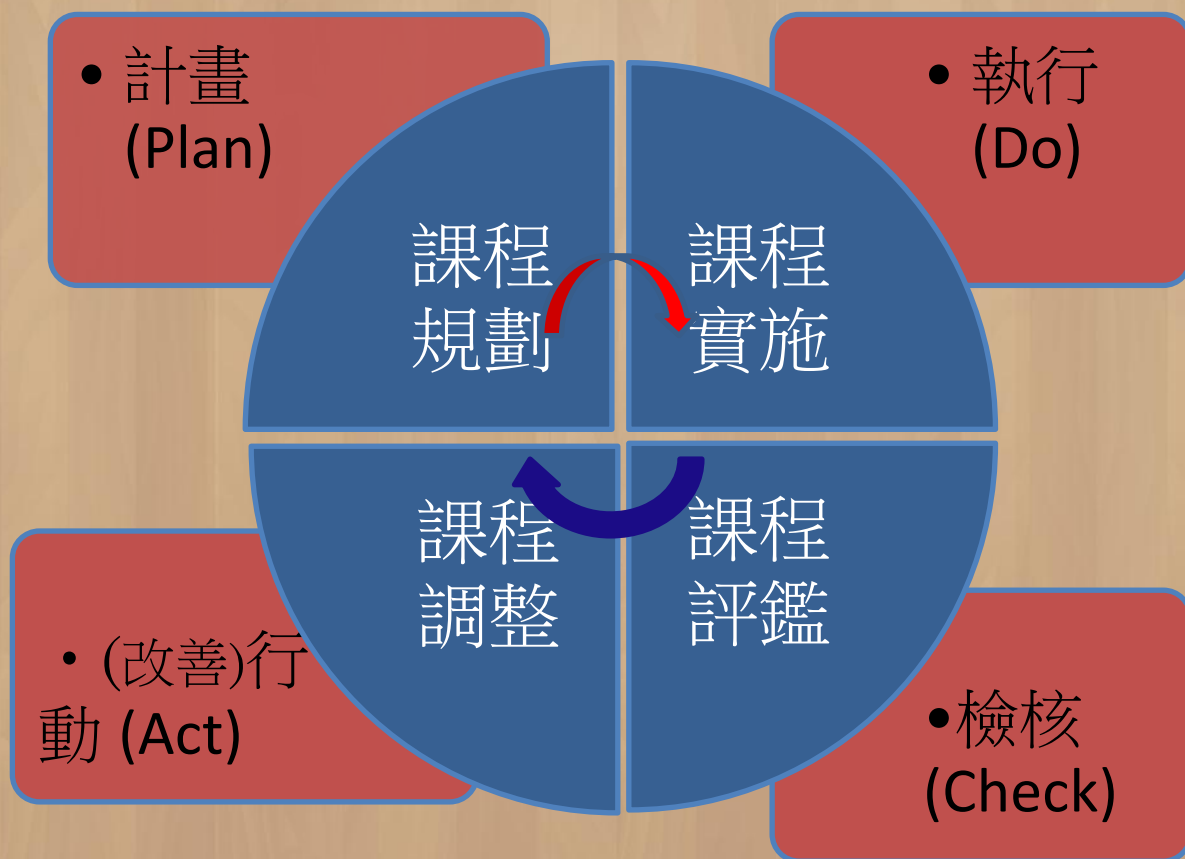 • 計畫
(Plan)
• 執行
(Do)
課程
規劃
課程
實施
課程
調整
課程
評鑑
• (改善)行
動 (Act)
•檢核
(Check)